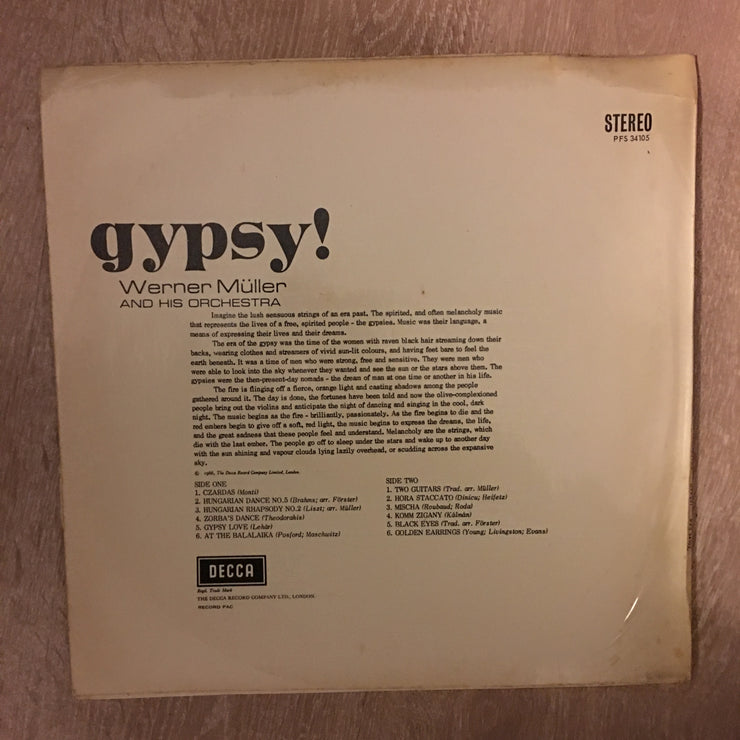 STEREO
PFS 34105
gypsy!
Werner Müller
AND HIS ORCHESTRA
Imagine the lush sensuous strings of an era past. The spirited, and often melancholy music
that represents the lives of a free, spirited people - the gypsies. Music was their language, a
means of expressing their lives and their dreams.
The era of the gypsy was the time of the women with raven black hair streaming down their
backs, wearing clothes and streamers of vivid sun-lit colours, and having feet bare to feel the
earth beneath. It was a time of men who were strong, free and sensitive. They were men who
were able to look into the sky whenever they wanted and see the sun or the stars above them. The
gypsies were the then-present-day nomads - the dream of man at one time or another in his life.
The fire is flinging off a fierce, orange light and casting shadows among the people
gathered around it. The day is done, the fortunes have been told and now the olive-complexioned
people bring out the violins and anticipate the night of dancing and singing in the cool, dark
night. The music begins as the fire - brilliantly, passionately. As the fire begins to die and the
red embers begin to give off a soft, red light, the music begins to express the dreams, the life,
and the great sadness that these people feel and understand. Melancholy are the strings, which
die with the last ember. The people go off to sleep under the stars and wake up to another day
with the sun shining and vapour clouds lying lazily overhead, or scudding across the expansive
sky.
© 1966, The Decca Record Company Limited, London.
SIDE ONE
1. CZARDAS (Monti)
2. HUNGARIAN DANCE NO.5 (Brahms; arr. Förster)
3. HUNGARIAN RHAPSODY NO.2 (Liszt; arr. Müller)
4. ZORBA'S DANCE (Theodorakis)
5. GYPSY LOVE (Lehár)
6. AT THE BALALAIKA (Posford; Maschwitz)
SIDE TWO
1. TWO GUITARS (Trad. arr. Müller)
2. HORA STACCATO (Dinicu; Heifetz)
3. MISCHA (Roubaud; Roda)
4. KOMM ZIGANY (Kálmán)
5. BLACK EYES (Trad. arr. Förster)
6. GOLDEN EARRINGS (Young; Livingston; Evans)
DECCA
Regd. Trade Mark
THE DECCA RECORD COMPANY LTD., LONDON
RECORD PAC